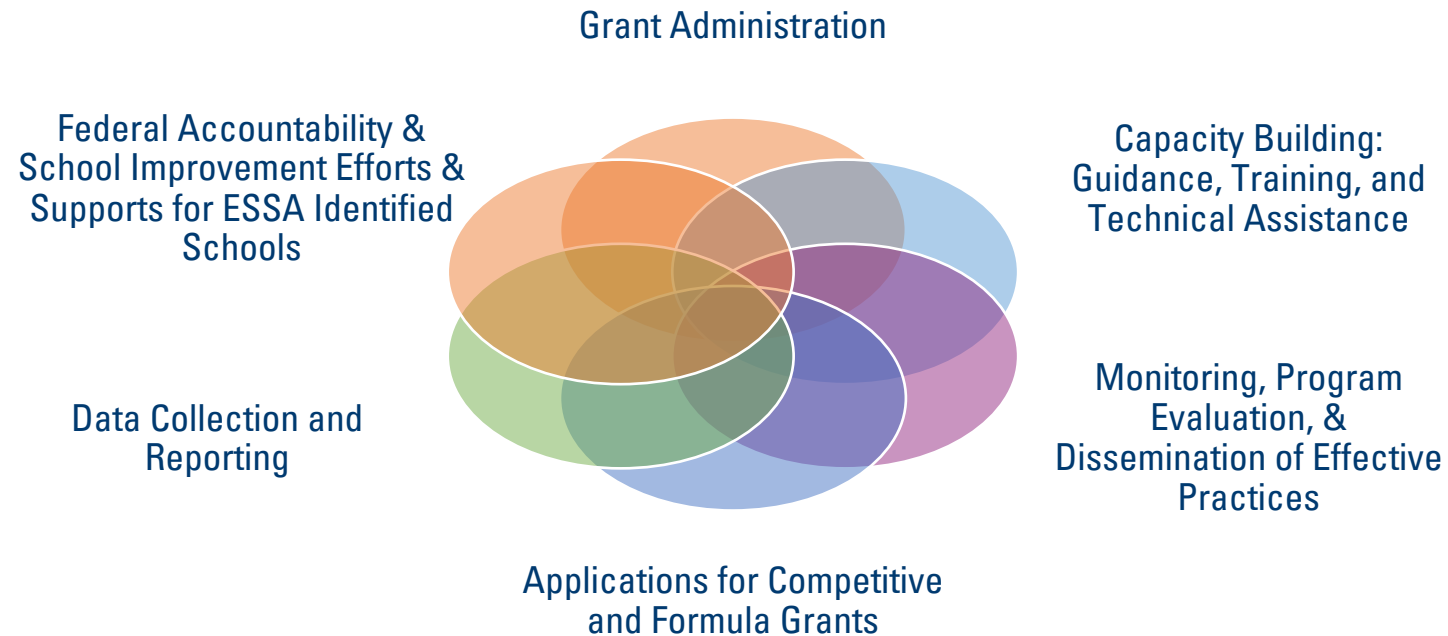 Grant Administration
Federal Accountability &
School Improvement Efforts &
Supports for ESSA Identified
Schools
Capacity Building:
Guidance, Training, and
Technical Assistance
Data Collection and
Reporting
Monitoring, Program
Evaluation, &
Dissemination of Effective
Practices
Applications for Competitive
and Formula Grants